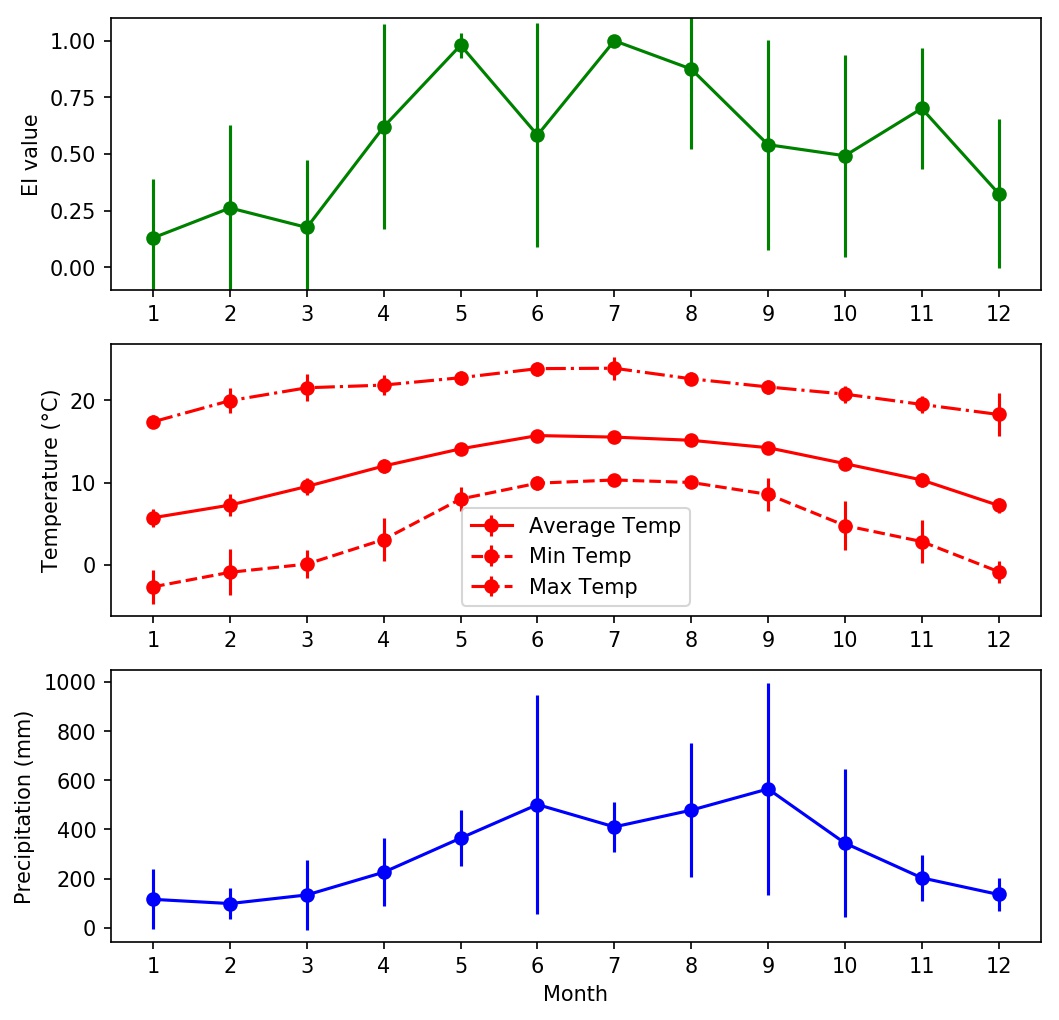 1.00
0.75
0.50
0.25
0.00
EI value
1 2 3 4 5 6 7 8 9 10 11 12
20
10
0
Temperature (°C)
Average Temp
Min Temp
Max Temp
1 2 3 4 5 6 7 8 9 10 11 12
1000
800
600
400
200
0
Precipitation (mm)
1 2 3 4 5 6 7 8 9 10 11 12
Month